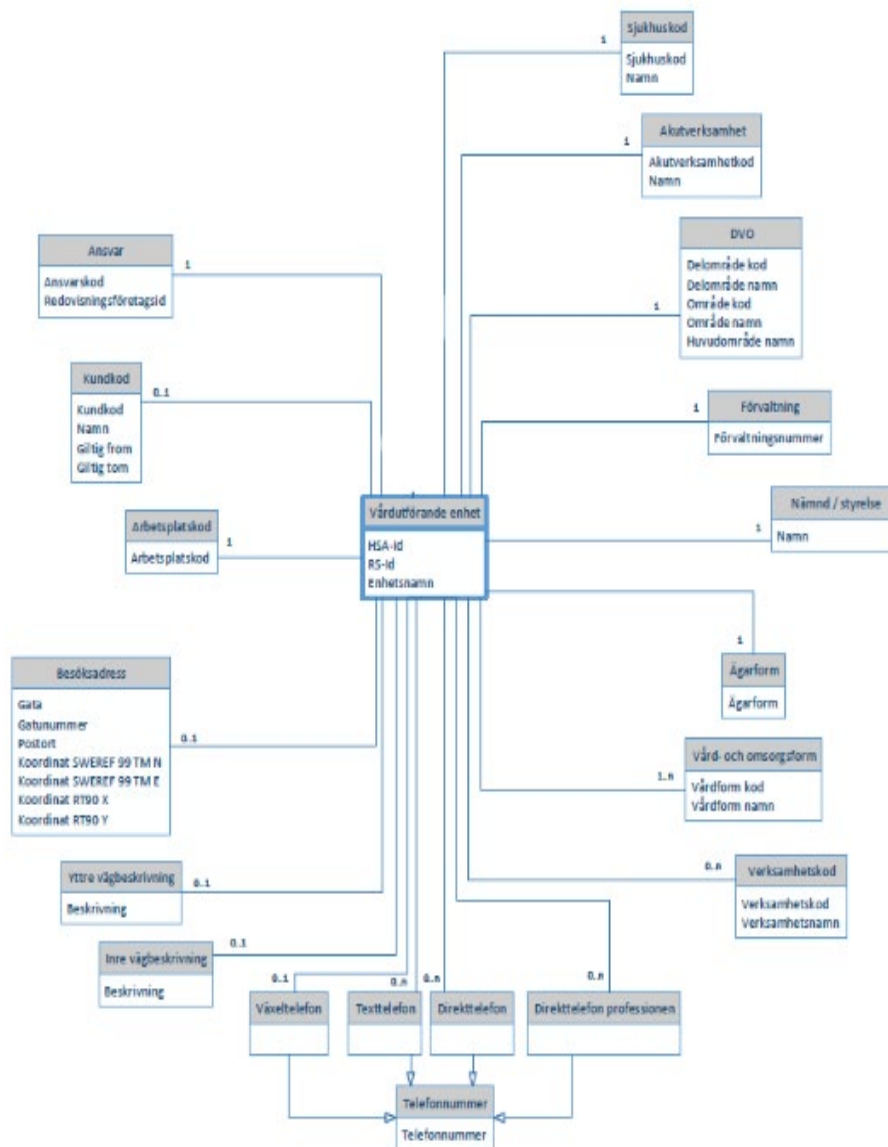 Sjukhuskod
Sjukhuskod
Namn
1
Akutverksamhet
Akutverksamhetkod
Namn
1
DVO
Delområde kod
Delområde namn
Område kod
Område namn
Huvudområde namn
1
Ansvar
Ansvarskod
Redovisningsföretagsid
1
Kundkod
Kundkod
Namn
Giltig from
Giltig tom
0..1
Förvaltning
Förvaltningsnummer
1
Arbetsplatskod
Arbetsplatskod
1
Vårdutförande enhet
HSA-id
RS-id
Enhetsnamn
Nämnd / styrelse
Namn
1
Ägarform
Ägarform
1
Besöksadress
Gata
Gatunummer
Postort
Koordinat SWEREF 99 TM N
Koordinat SWEREF 99 TM E
Koordinat RT90 X
Koordinat RT90 Y
0..1
Vård- och omsorgsform
Vårdform kod
Vårdform namn
1..n
Verksamhetskod
Verksamhetskod
Verksamhetsnamn
0..n
Yttre vägbeskrivning
Beskrivning
0..1
Inre vägbeskrivning
Beskrivning
0..1
0..1
0..n
0..n
0..n
Växeltelefon
Texttelefon
Direkttelefon
Direkttelefon professionen
Telefonnummer
Telefonnummer